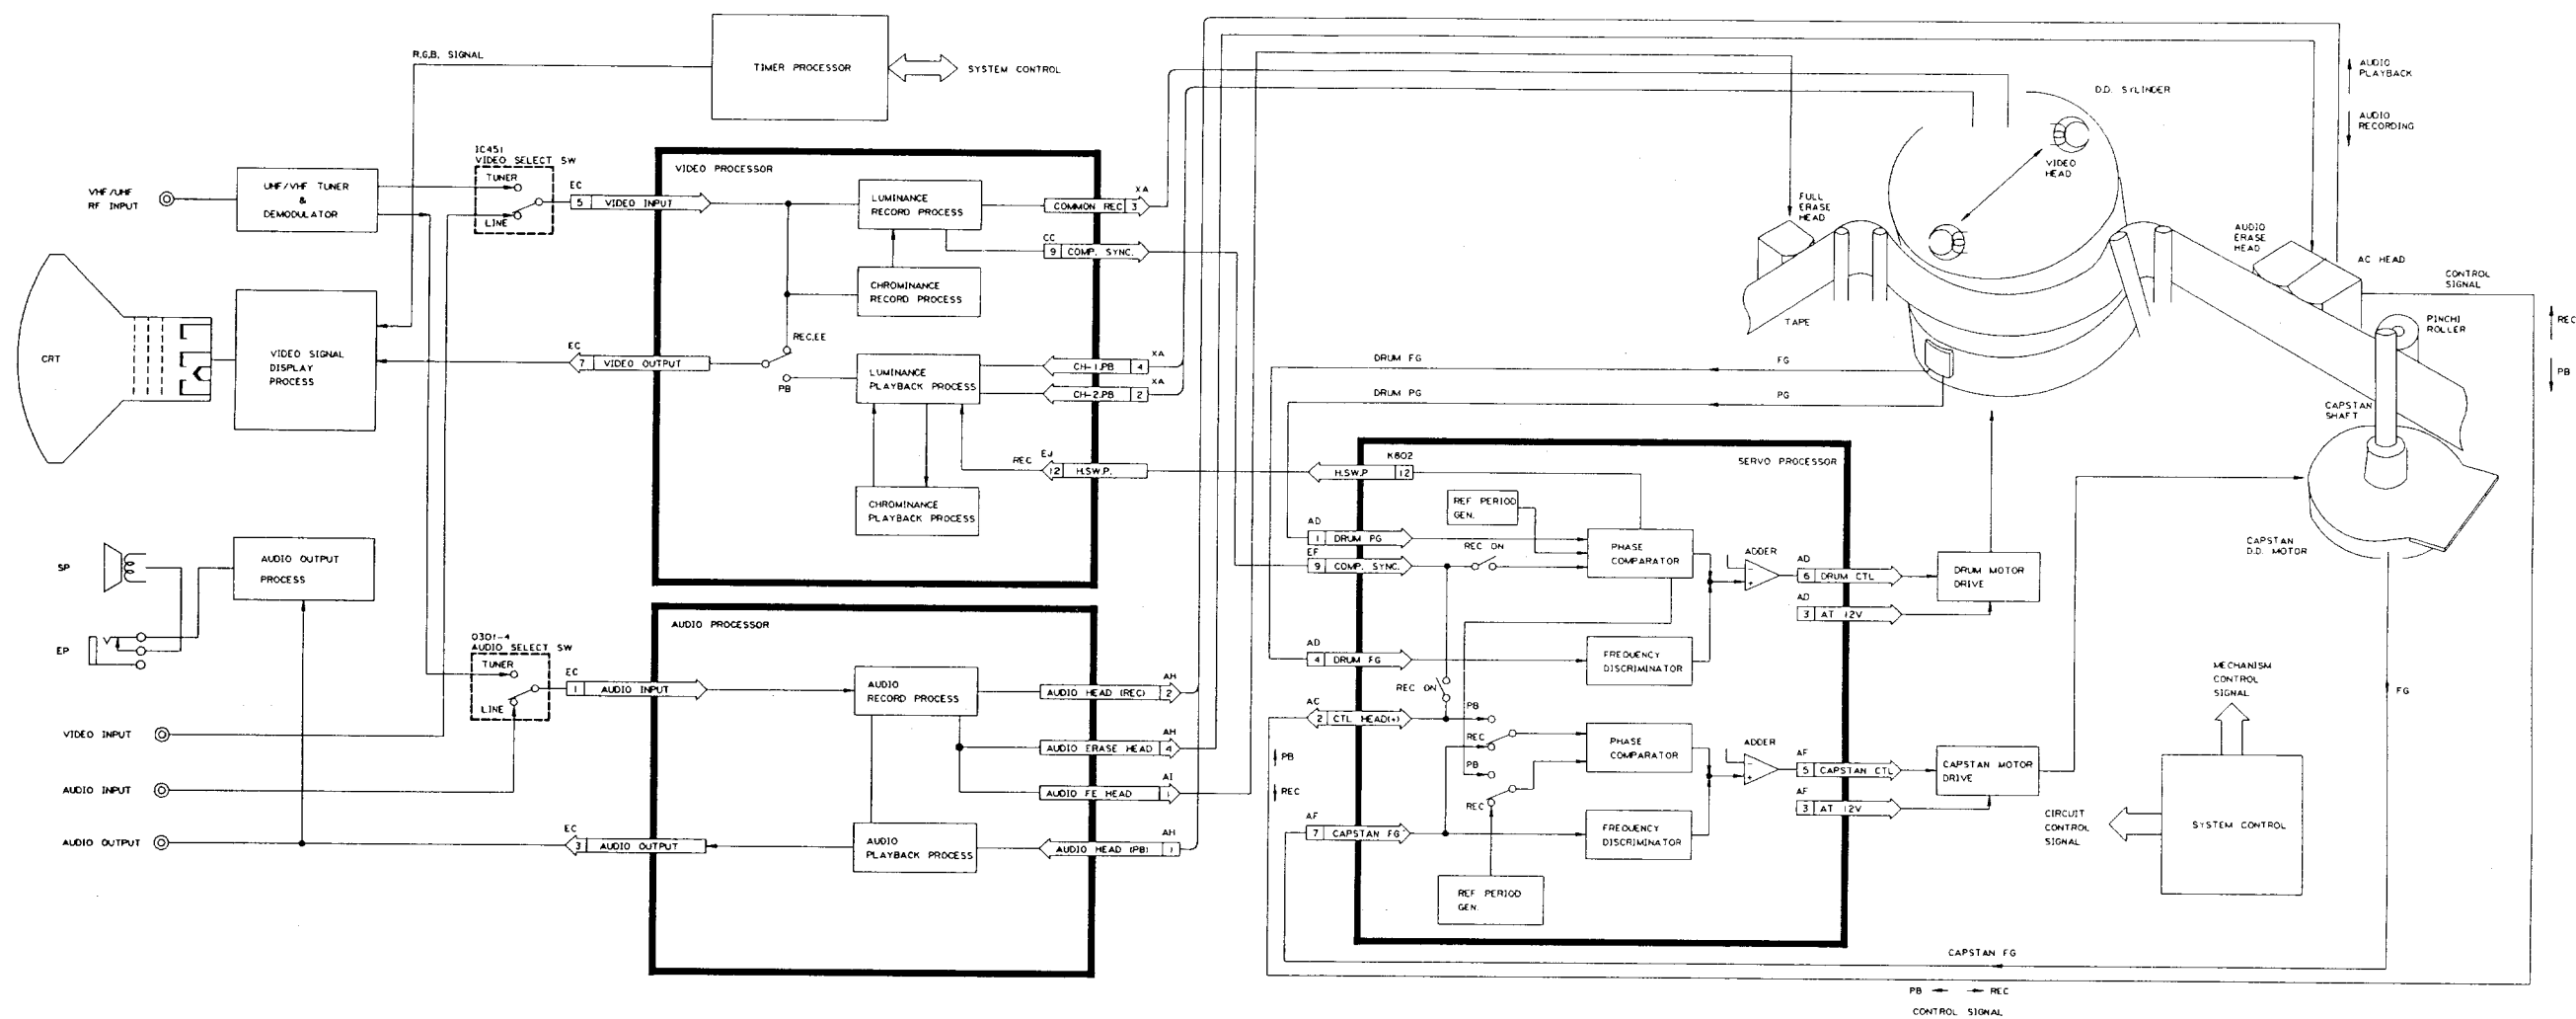 R.G.B. SIGNAL
TIMER PROCESSOR
SYSTEM CONTROL
AUDIO
PLAYBACK
AUDIO
RECORDING
D.D. SYLINDER
VIDEO
HEAD
FULL
ERASE
HEAD
AUDIO
ERASE
HEAD
AC HEAD
CONTROL
SIGNAL
TAPE
PINCHI
ROLLER
REC
PB
CAPSTAN
SHAFT
CAPSTAN
D.D. MOTOR
VHF/UHF
RF INPUT
UHF/VHF TUNER
&
DEMODULATOR
IC451
VIDEO SELECT SW
TUNER
LINE
EC
5 VIDEO INPUT
VIDEO PROCESSOR
LUMINANCE
RECORD PROCESS
XA
COMMON REC 3
CC
9 COMP. SYNC.
CHROMINANCE
RECORD PROCESS
CRT
VIDEO SIGNAL
DISPLAY
PROCESS
EC
7 VIDEO OUTPUT
REC,EE
PB
LUMINANCE
PLAYBACK PROCESS
XA
CH-1.PB 4
XA
CH-2.PB 2
REC
EJ
12 H.SW.P.
CHROMINANCE
PLAYBACK PROCESS
DRUM FG
FG
DRUM PG
PG
K802
SERVO PROCESSOR
H.SW.P 12
REF PERIOD
GEN.
AD
1 DRUM PG
EF
9 COMP. SYNC.
REC ON
PHASE
COMPARATOR
ADDER
AD
6 DRUM CTL
AD
3 AT 12V
DRUM MOTOR
DRIVE
AD
4 DRUM FG
FREQUENCY
DISCRIMINATOR
REC ON
AC
2 CTL HEAD(+)
PB
REC
PB
REC
PB
REC
PHASE
COMPARATOR
ADDER
AF
5 CAPSTAN CTL
AF
3 AT 12V
CAPSTAN MOTOR
DRIVE
AF
7 CAPSTAN FG
FREQUENCY
DISCRIMINATOR
REF PERIOD
GEN.
MECHANISM
CONTROL
SIGNAL
FG
CIRCUIT
CONTROL
SIGNAL
SYSTEM CONTROL
CAPSTAN FG
PB REC
CONTROL SIGNAL
SP
EP
AUDIO OUTPUT
PROCESS
Q301-4
AUDIO SELECT SW
TUNER
LINE
EC
1 AUDIO INPUT
AUDIO PROCESSOR
AUDIO
RECORD PROCESS
AH
AUDIO HEAD (REC) 2
AH
AUDIO ERASE HEAD 4
AI
AUDIO FE HEAD 1
AH
AUDIO HEAD (PB) 1
AUDIO
PLAYBACK PROCESS
EC
3 AUDIO OUTPUT
VIDEO INPUT
AUDIO INPUT
AUDIO OUTPUT